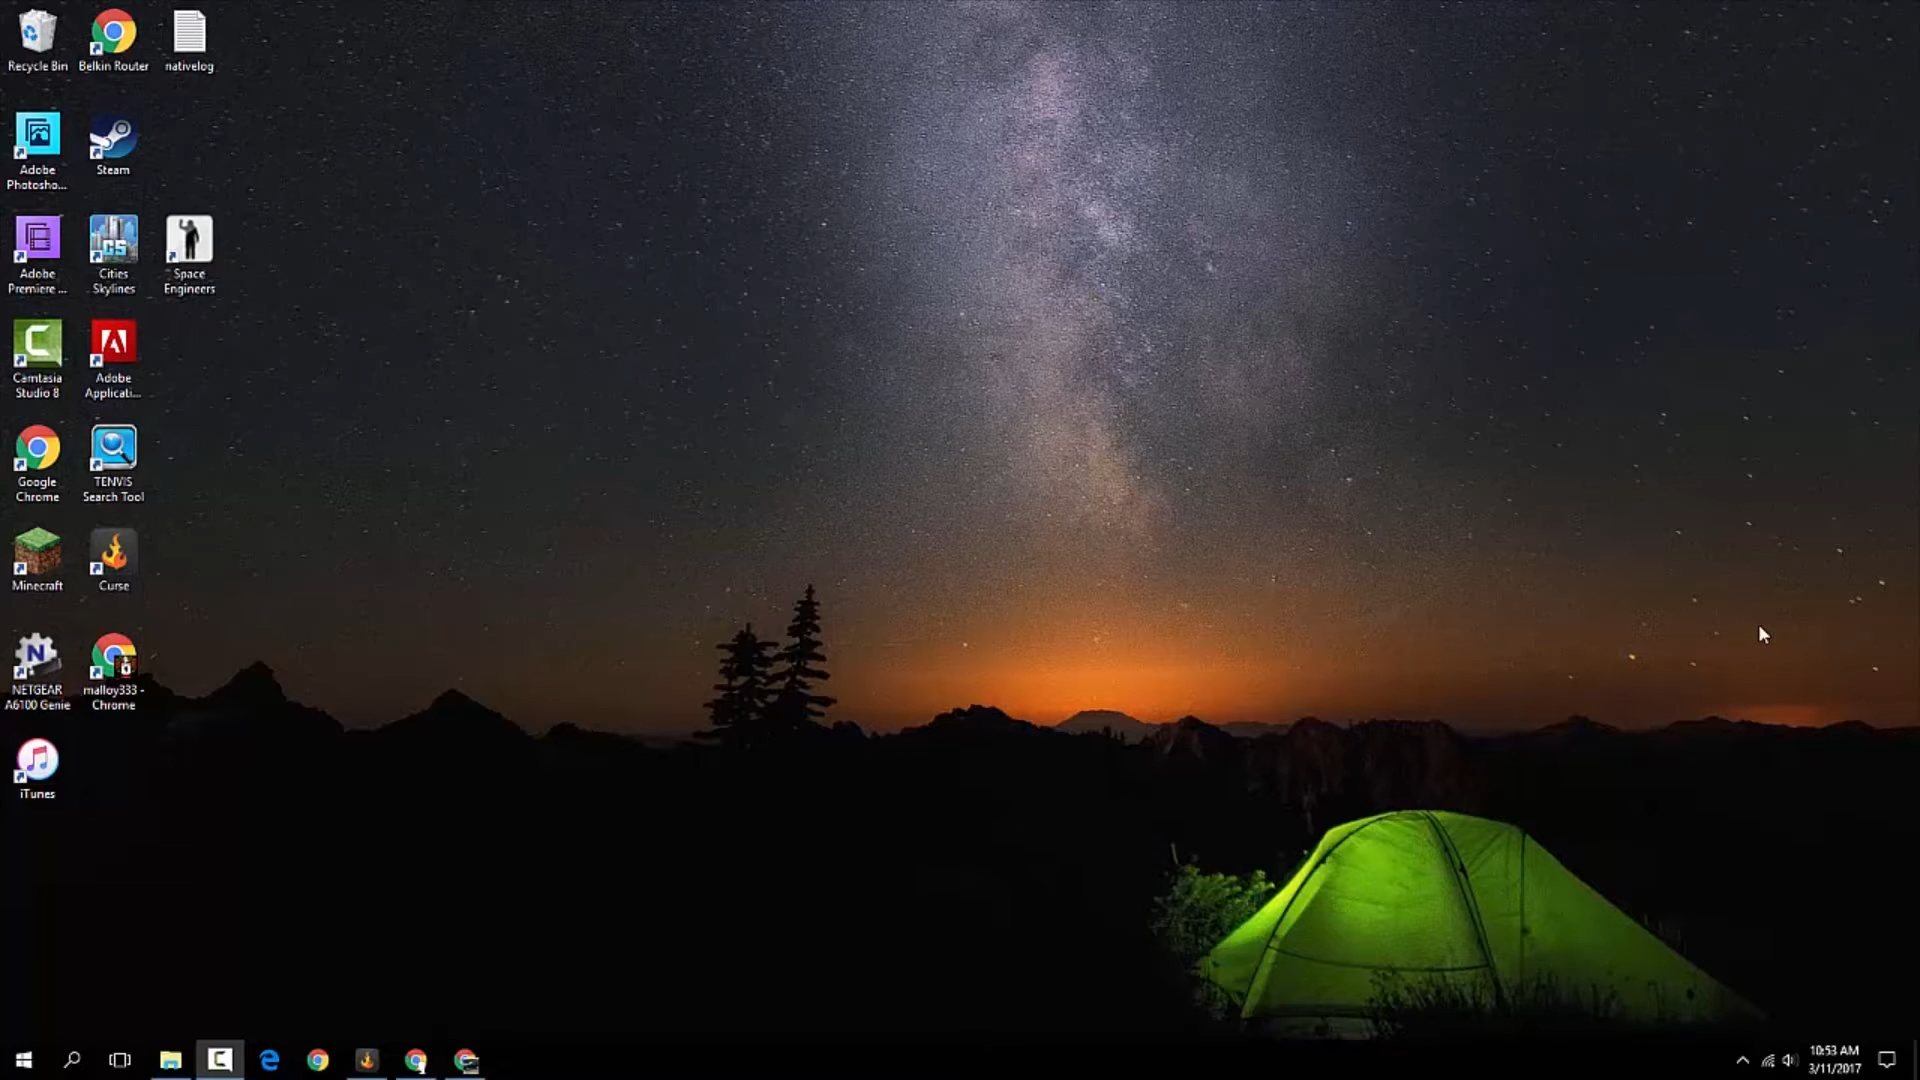 Recycle Bin
Belkin Router
nativelog
Adobe
Photosho...
Steam
Adobe
Premiere ...
Cities
Skylines
CS
Space
Engineers
Camtasia
Studio 8
Adobe
Applicati...
Google
Chrome
TENVIS
Search Tool
Minecraft
Curse
N
NETGEAR
A6100 Genie
malloy333 -
Chrome
iTunes
10:53 AM
3/11/2017